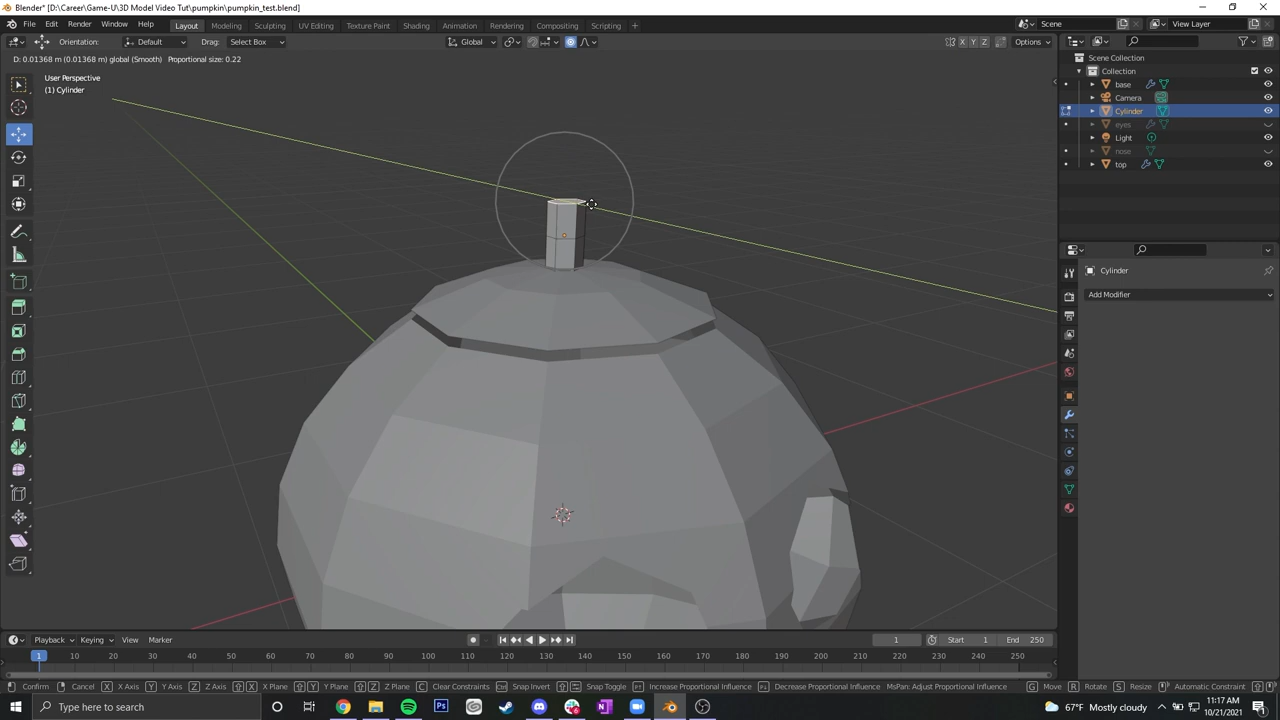 Blender* [D:\Career\Game-U\3D Model Video Tut\pumpkin\pumpkin_test.blend]
File Edit Render Window Help Layout Modeling Sculpting UV Editing Texture Paint Shading Animation Rendering Compositing Scripting + Scene View Layer
Orientation: Default Drag: Select Box Global X Y Z Options
D: 0.01368 m (0.01368 m) global (Smooth) Proportional size: 0.22
User Perspective
(1) Cylinder
Scene Collection
Collection
base
Camera
Cylinder
eyes
Light
nose
top
Cylinder
Add Modifier
Playback Keying View Marker 1 Start 1 End 250
1 10 20 30 40 50 60 70 80 90 100 110 120 130 140 150 160 170 180 190 200 210 220 230 240 250
Confirm Cancel X X Axis Y Y Axis Z Z Axis X X Plane Y Y Plane Z Z Plane C Clear Constraints Snap Invert Snap Toggle Increase Proportional Influence Decrease Proportional Influence MsPan: Adjust Proportional Influence G Move R Rotate S Resize Automatic Constraint
Type here to search 67°F Mostly cloudy 11:17 AM
10/21/2021